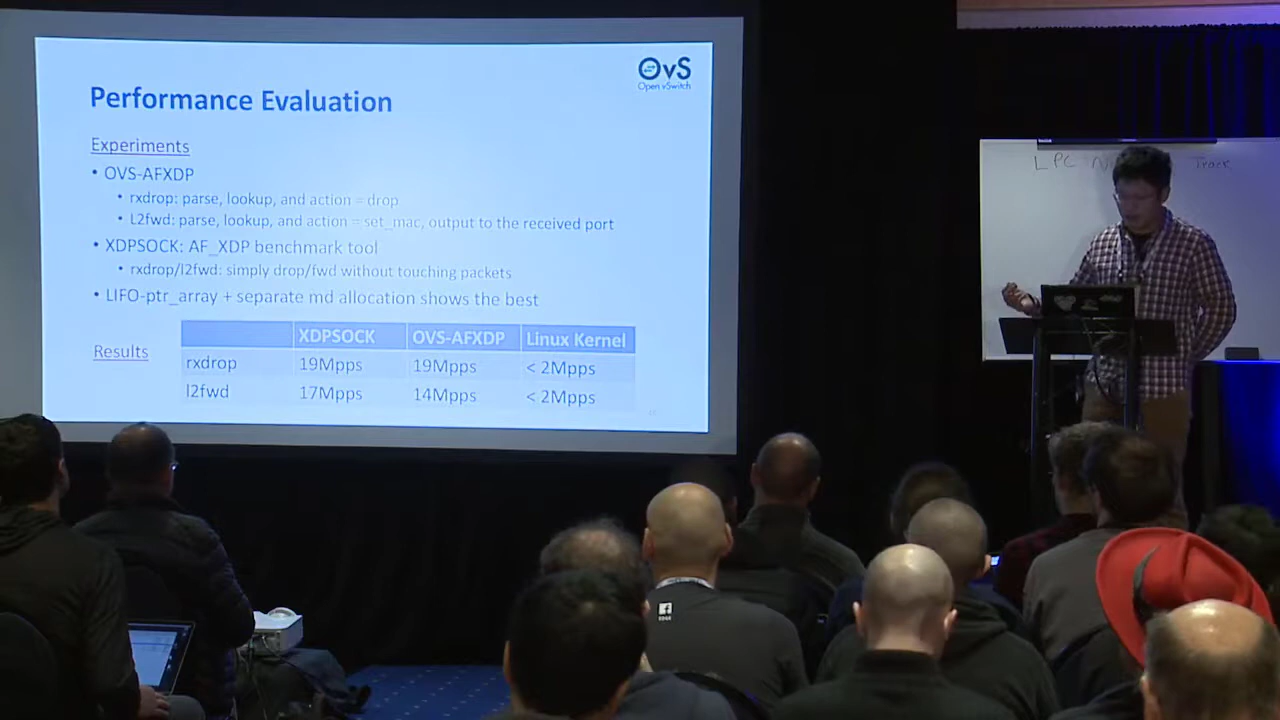 OvS
Open vSwitch
Performance Evaluation
Experiments
• OVS-AFXDP
• rxdrop: parse, lookup, and action = drop
• L2fwd: parse, lookup, and action = set_mac, output to the received port
• XDPSOCK: AF_XDP benchmark tool
• rxdrop/l2fwd: simply drop/fwd without touching packets
• LIFO-ptr_array + separate md allocation shows the best
Results
XDPSOCK OVS-AFXDP Linux Kernel
rxdrop 19Mpps 19Mpps < 2Mpps
l2fwd 17Mpps 14Mpps < 2Mpps
LPC Track
EDGE